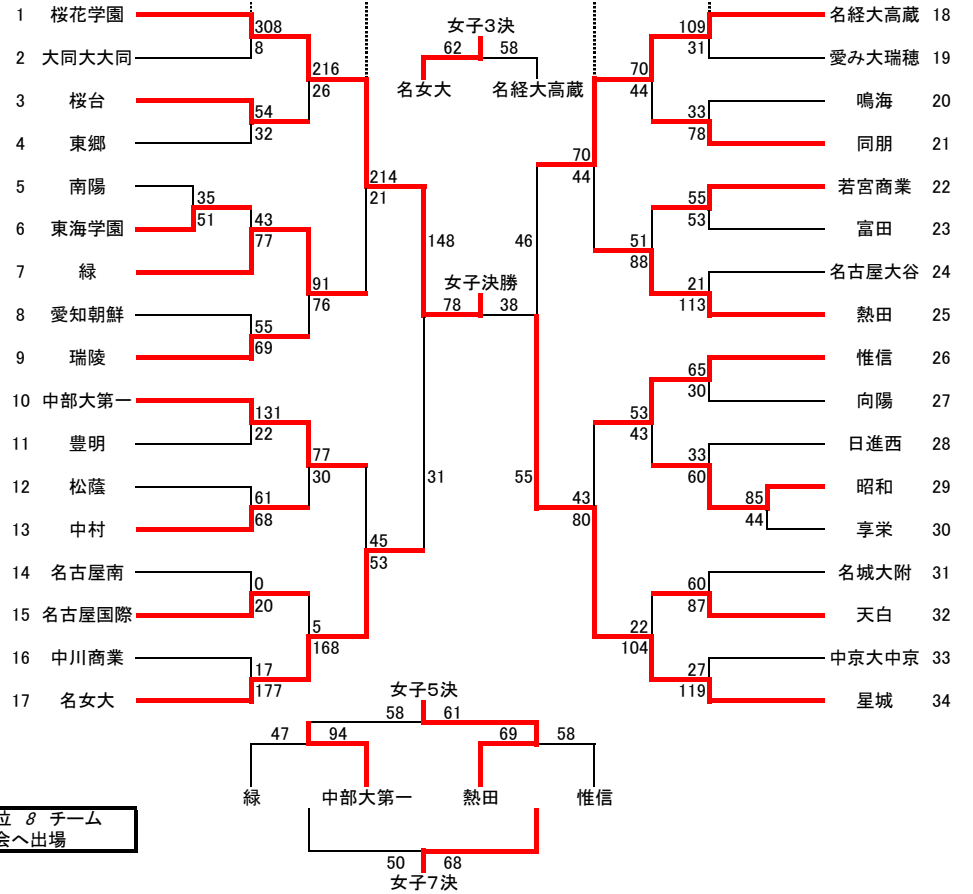 女子3決
62 58
名女大 名経大高蔵
1 桜花学園
308
8
2 大同大大同
216
26
3 桜台
54
32
4 東郷
214
21
5 南陽
35
51
6 東海学園
43
77
7 緑
91
76
8 愛知朝鮮
55
69
9 瑞陵
148
31
10 中部大第一
131
22
11 豊明
77
30
12 松蔭
61
68
13 中村
45
53
14 名古屋南
0
20
15 名古屋国際
5
168
16 中川商業
17
177
17 名女大
女子決勝
78 38
名経大高蔵 18
109
31
愛み大瑞穂 19
70
44
鳴海 20
33
78
同朋 21
70
44
若宮商業 22
55
53
富田 23
51
88
名古屋大谷 24
21
113
熱田 25
46
55
惟信 26
65
30
向陽 27
53
43
日進西 28
33
60
昭和 29
85
44
享栄 30
43
80
名城大附 31
60
87
天白 32
22
104
中京大中京 33
27
119
星城 34
女子5決
58 61
47 94 69 58
緑 中部大第一 熱田 惟信
50 68
女子7決
位 8 チーム
会へ出場